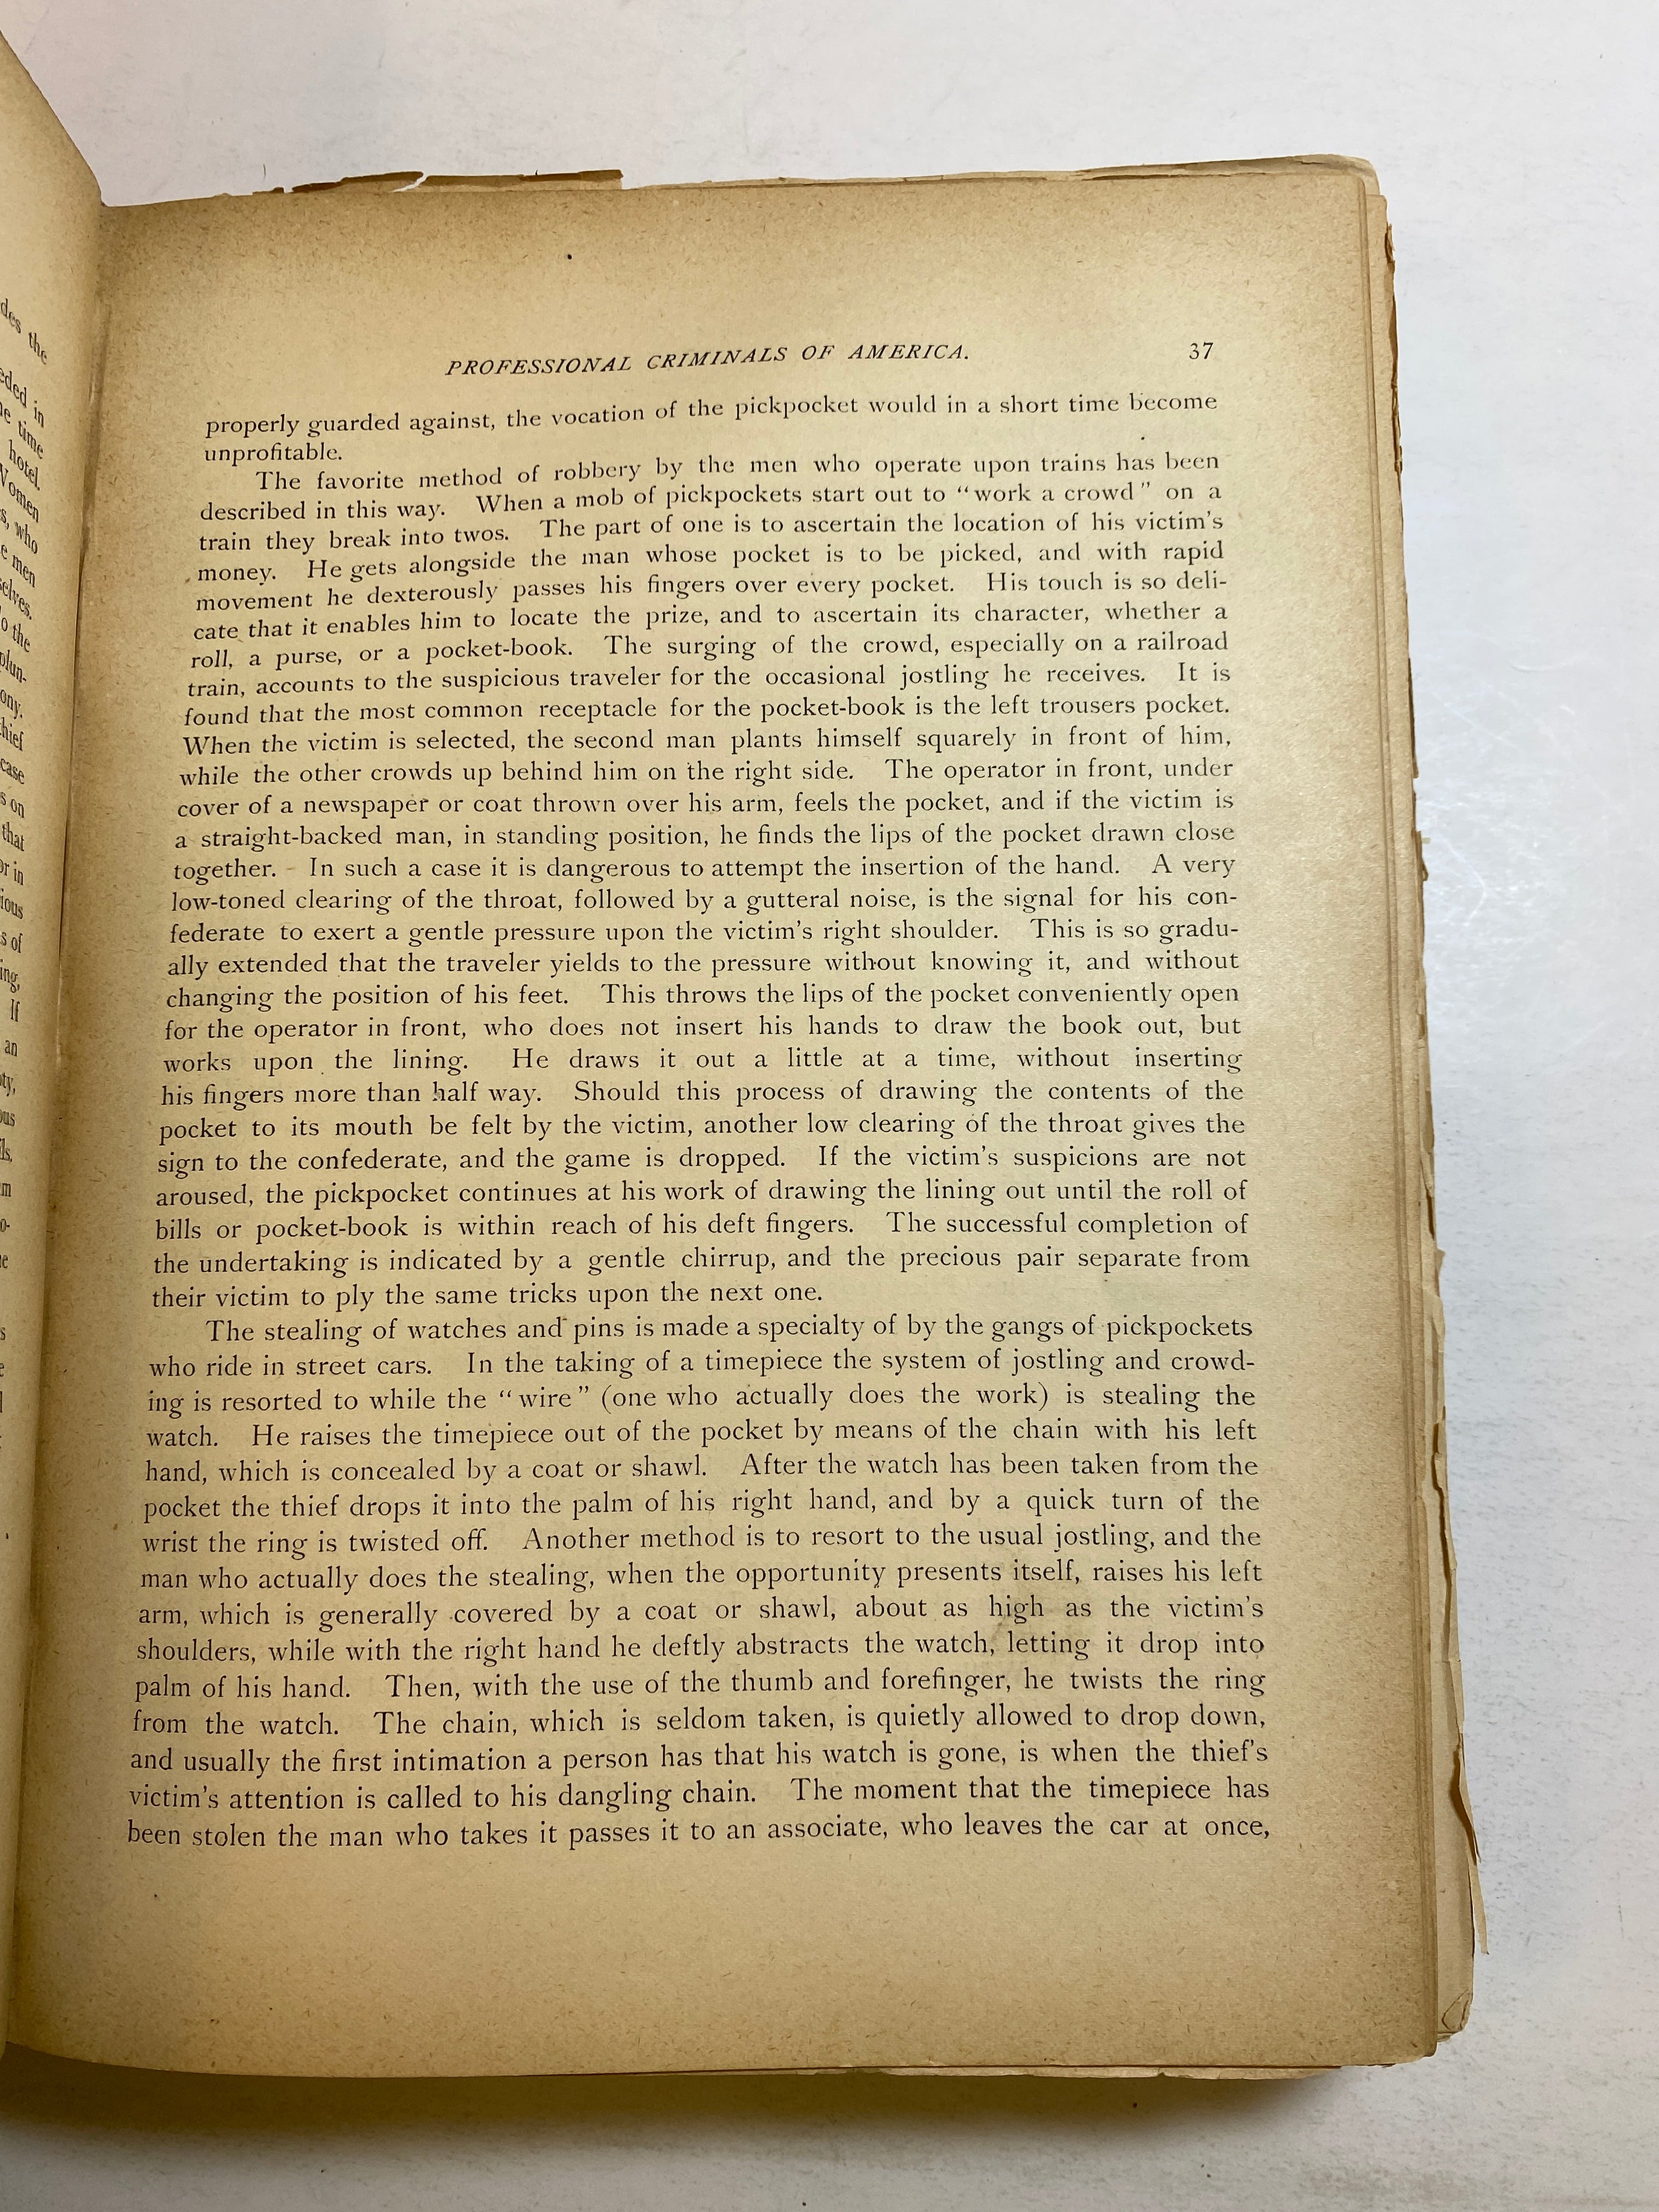 des the
eded in
he time
hotel.
Women
s, who
e men
selves.
o the
plun-
ony.
hief
case
s on
that
or in
ious
s of
ing,
If
an
oty,
ous
lls,
m
o-
PROFESSIONAL CRIMINALS OF AMERICA. 37
properly guarded against, the vocation of the pickpocket would in a short time become
unprofitable.
The favorite method of robbery by the men who operate upon trains has been
described in this way. When a mob of pickpockets start out to “work a crowd” on a
train they break into twos. The part of one is to ascertain the location of his victim's
money. He gets alongside the man whose pocket is to be picked, and with rapid
movement he dexterously passes his fingers over every pocket. His touch is so deli-
cate that it enables him to locate the prize, and to ascertain its character, whether a
roll, a purse, or a pocket-book. The surging of the crowd, especially on a railroad
train, accounts to the suspicious traveler for the occasional jostling he receives. It is
found that the most common receptacle for the pocket-book is the left trousers pocket.
When the victim is selected, the second man plants himself squarely in front of him,
while the other crowds up behind him on the right side. The operator in front, under
cover of a newspaper or coat thrown over his arm, feels the pocket, and if the victim is
a straight-backed man, in standing position, he finds the lips of the pocket drawn close
together. In such a case it is dangerous to attempt the insertion of the hand. A very
low-toned clearing of the throat, followed by a gutteral noise, is the signal for his con-
federate to exert a gentle pressure upon the victim's right shoulder. This is so gradu-
ally extended that the traveler yields to the pressure without knowing it, and without
changing the position of his feet. This throws the lips of the pocket conveniently open
for the operator in front, who does not insert his hands to draw the book out, but
works upon the lining. He draws it out a little at a time, without inserting
his fingers more than half way. Should this process of drawing the contents of the
pocket to its mouth be felt by the victim, another low clearing of the throat gives the
sign to the confederate, and the game is dropped. If the victim's suspicions are not
aroused, the pickpocket continues at his work of drawing the lining out until the roll of
bills or pocket-book is within reach of his deft fingers. The successful completion of
the undertaking is indicated by a gentle chirrup, and the precious pair separate from
their victim to ply the same tricks upon the next one.
The stealing of watches and pins is made a specialty of by the gangs of pickpockets
who ride in street cars. In the taking of a timepiece the system of jostling and crowd-
ing is resorted to while the “wire” (one who actually does the work) is stealing the
watch. He raises the timepiece out of the pocket by means of the chain with his left
hand, which is concealed by a coat or shawl. After the watch has been taken from the
pocket the thief drops it into the palm of his right hand, and by a quick turn of the
wrist the ring is twisted off. Another method is to resort to the usual jostling, and the
man who actually does the stealing, when the opportunity presents itself, raises his left
arm, which is generally covered by a coat or shawl, about as high as the victim's
shoulders, while with the right hand he deftly abstracts the watch, letting it drop into
palm of his hand. Then, with the use of the thumb and forefinger, he twists the ring
from the watch. The chain, which is seldom taken, is quietly allowed to drop down,
and usually the first intimation a person has that his watch is gone, is when the thief's
victim's attention is called to his dangling chain. The moment that the timepiece has
been stolen the man who takes it passes it to an associate, who leaves the car at once,